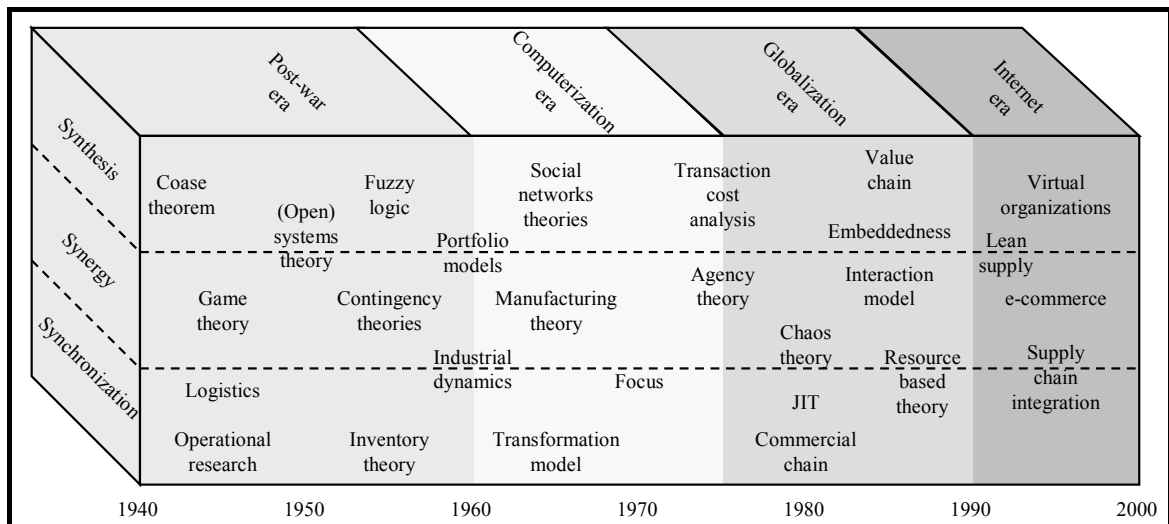 Post-war
era
Computerization
era
Globalization
era
Internet
era
Synthesis
Synergy
Synchronization
Coase
theorem
(Open)
systems
theory
Fuzzy
logic
Portfolio
models
Social
networks
theories
Transaction
cost
analysis
Value
chain
Embeddedness
Virtual
organizations
Lean
supply
Game
theory
Contingency
theories
Manufacturing
theory
Agency
theory
Interaction
model
e-commerce
Industrial
dynamics
Chaos
theory
Resource
based
theory
Supply
chain
integration
Logistics
Focus
JIT
Operational
research
Inventory
theory
Transformation
model
Commercial
chain
1940
1950
1960
1970
1980
1990
2000